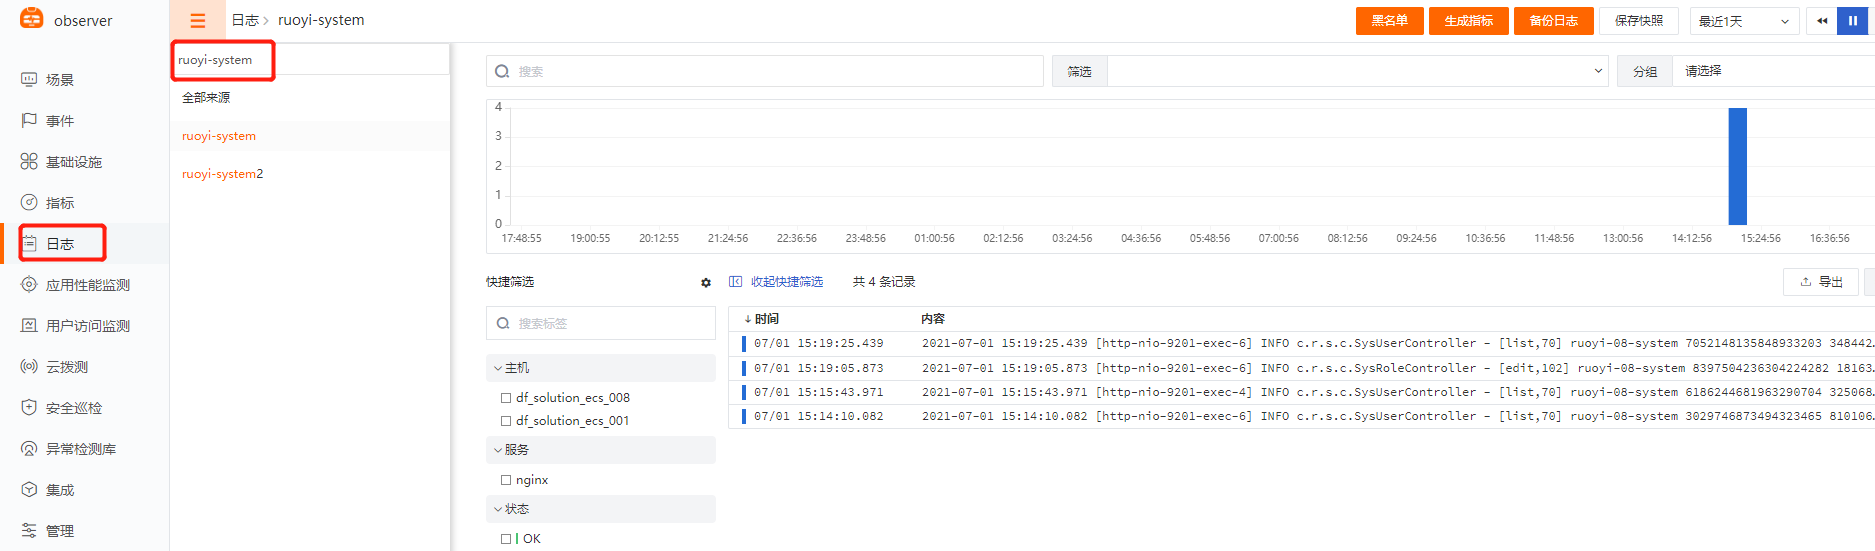 observer
日志 ruoyi-system
黑名单 生成指标 备份日志 保存快照 最近1天
场景
事件
基础设施
指标
日志
应用性能监测
用户访问监测
云拨测
安全巡检
异常检测库
集成
管理
ruoyi-system
全部来源
ruoyi-system
ruoyi-system2
搜索 筛选 分组 请选择
4
3
2
1
0
17:48:55 19:00:55 20:12:55 21:24:56 22:36:56 23:48:56 01:00:56 02:12:56 03:24:56 04:36:56 05:48:56 07:00:56 08:12:56 09:24:56 10:36:56 11:48:56 13:00:56 14:12:56 15:24:56 16:36:56
快捷筛选 收起快捷筛选 共 4 条记录 导出
搜索标签
主机
df_solution_ecs_008
df_solution_ecs_001
服务
nginx
状态
OK
时间 内容
07/01 15:19:25.439 2021-07-01 15:19:25.439 [http-nio-9201-exec-6] INFO c.r.s.c.SysUserController - [list,70] ruoyi-08-system 7052148135848933203 348442…
07/01 15:19:05.873 2021-07-01 15:19:05.873 [http-nio-9201-exec-6] INFO c.r.s.c.SysRoleController - [edit,102] ruoyi-08-system 8397504236304224282 18163…
07/01 15:15:43.971 2021-07-01 15:15:43.971 [http-nio-9201-exec-4] INFO c.r.s.c.SysUserController - [list,70] ruoyi-08-system 6186244681963290704 325068…
07/01 15:14:10.082 2021-07-01 15:14:10.082 [http-nio-9201-exec-6] INFO c.r.s.c.SysUserController - [list,70] ruoyi-08-system 3029746873494323465 810106…